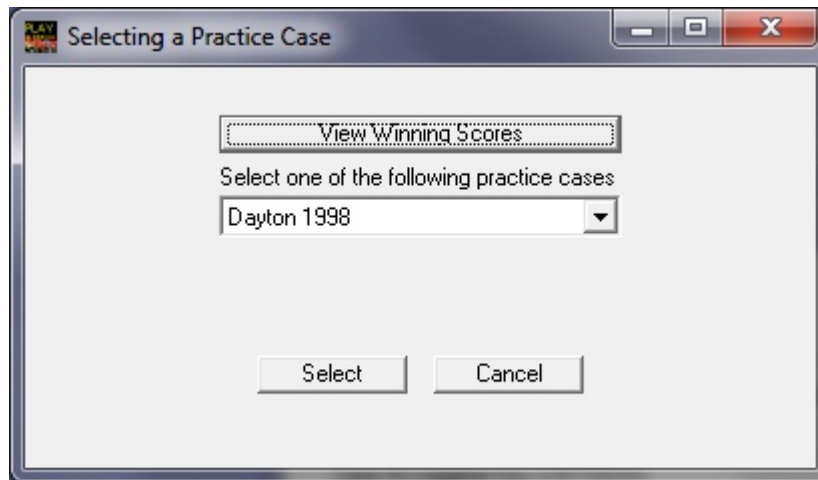 Selecting a Practice Case
View Winning Scores
Select one of the following practice cases
Dayton 1998
Select Cancel